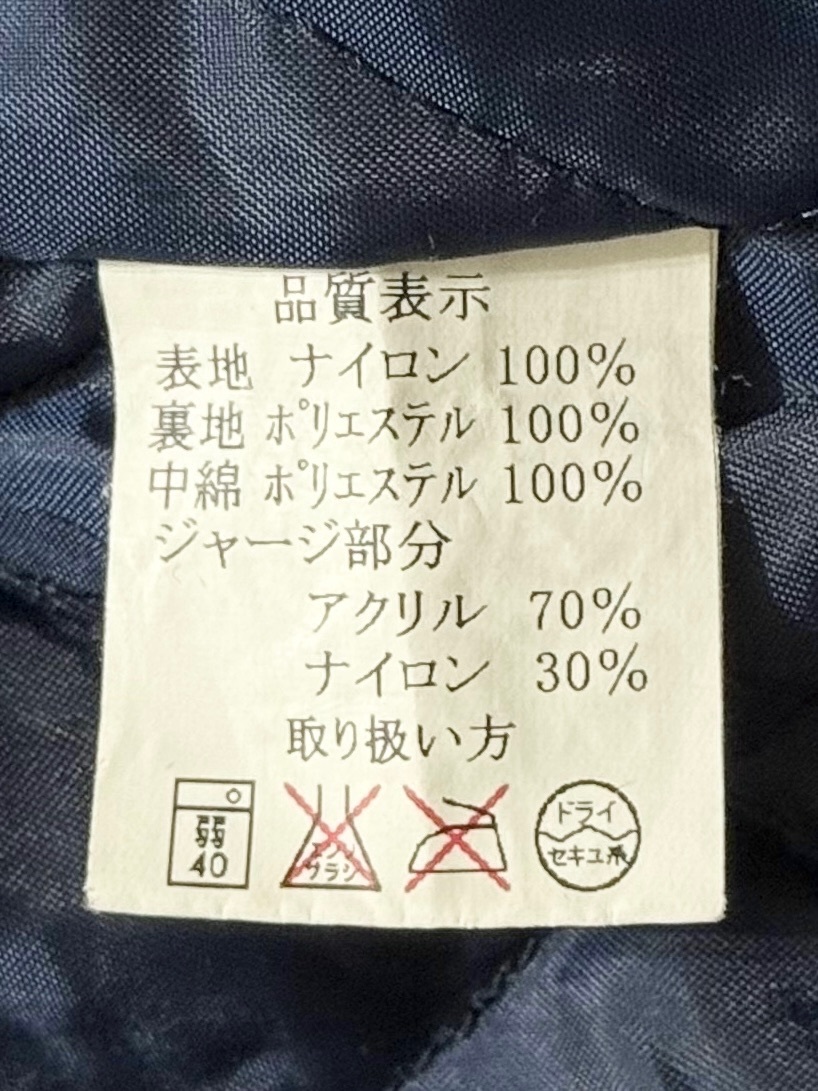 品質表示
表地 ナイロン 100%
裏地 ポリエステル 100%
中綿 ポリエステル 100%
ジャージ部分
アクリル 70%
ナイロン 30%
取り扱い方
弱
40
エンソ
サラシ
ドライ
セキユ系